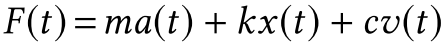 F(t) = ma(t) + kx(t) + cv(t)